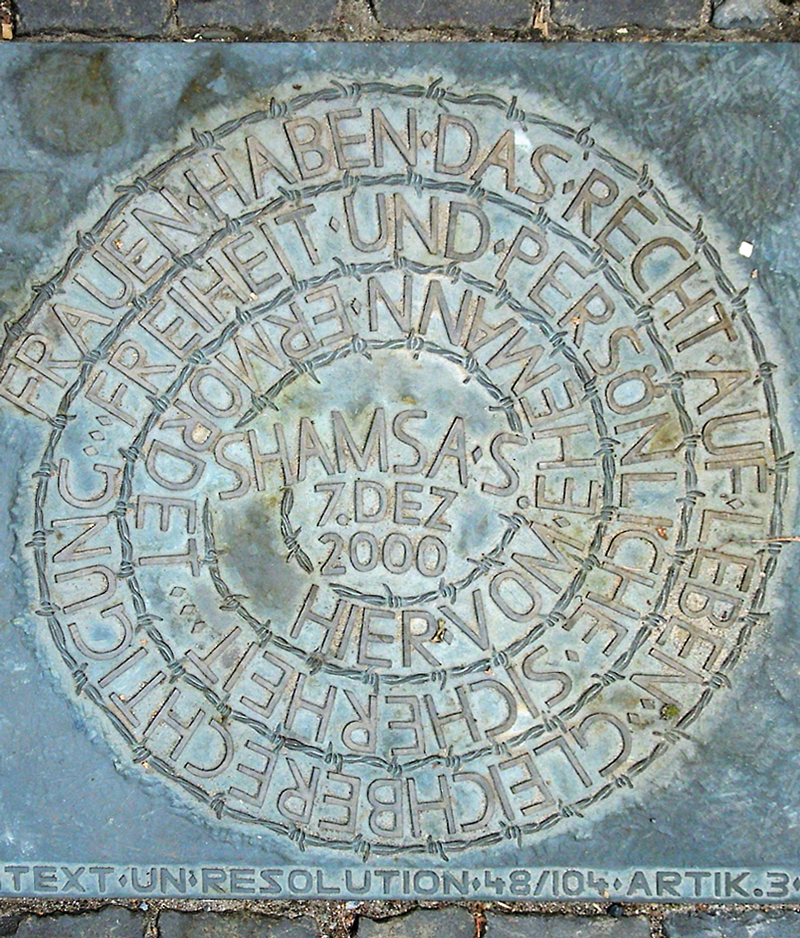 FRAUEN·HABEN·DAS·RECHT·AUF·LEBEN·GLEICHBERECHTIGUNG...FREIHEIT·UND·PERSÖNLICHE·SICHERHEIT...
SHAMSA·S.
7.DEZ
2000
HIER·VOM·EHEMANN·ERMORDET
TEXT·UN·RESOLUTION·48/104·ARTIK.3·